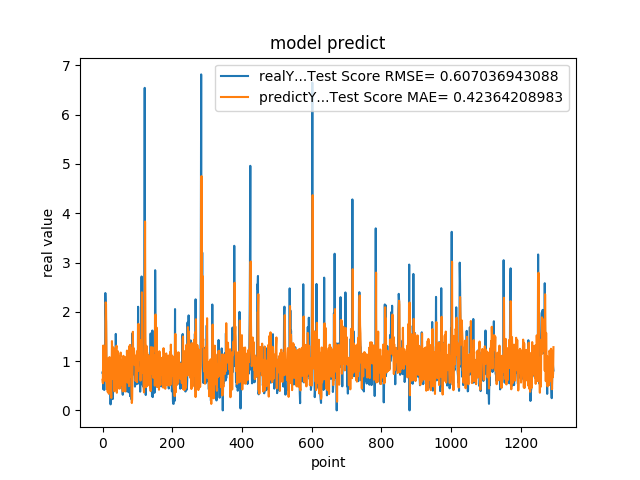 model predict
realY...Test Score RMSE= 0.607036943088
predictY...Test Score MAE= 0.42364208983
real value
7
6
5
4
3
2
1
0
0 200 400 600 800 1000 1200
point